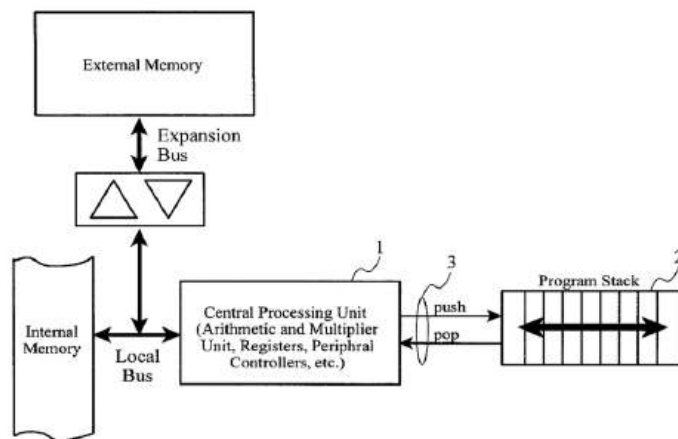 External Memory
Expansion
Bus
1
3
2
Program Stack
push
pop
Central Processing Unit
(Arithmetic and Multiplier
Unit, Registers, Periphral
Controllers, etc.)
Internal
Memory
Local
Bus